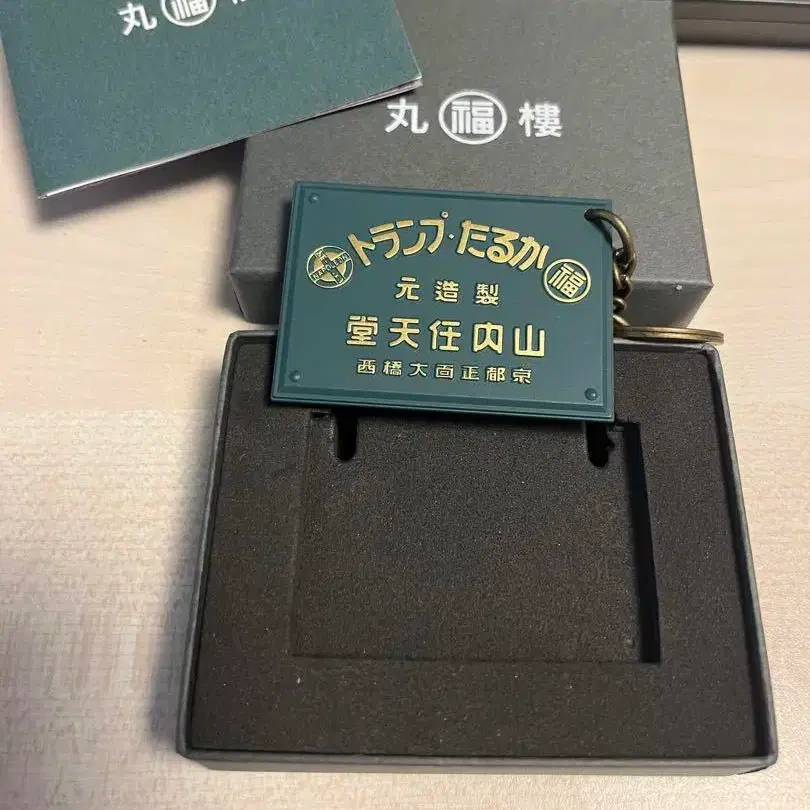 丸福
丸福樓
かるた・トランプ
NAPOLEON
福
製造元
山内任天堂
京都正面大橋西